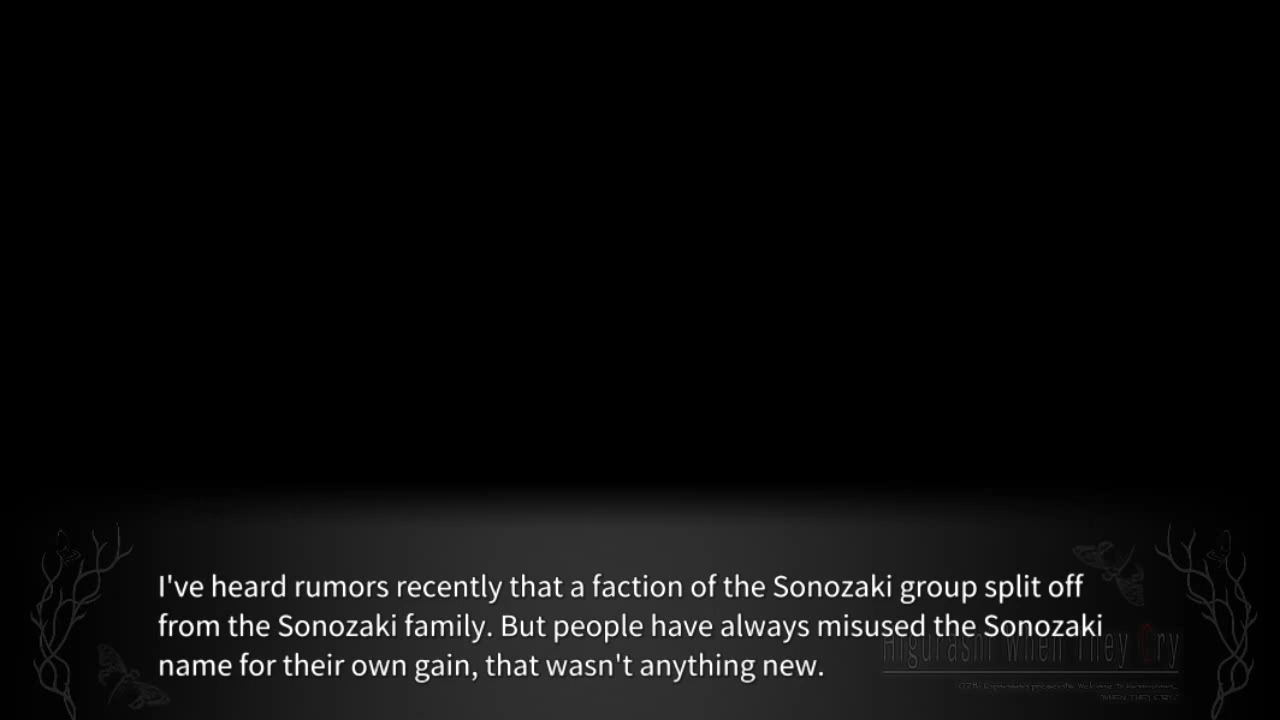 I've heard rumors recently that a faction of the Sonozaki group split off
from the Sonozaki family. But people have always misused the Sonozaki
name for their own gain, that wasn't anything new.
Higurashi When They Cry